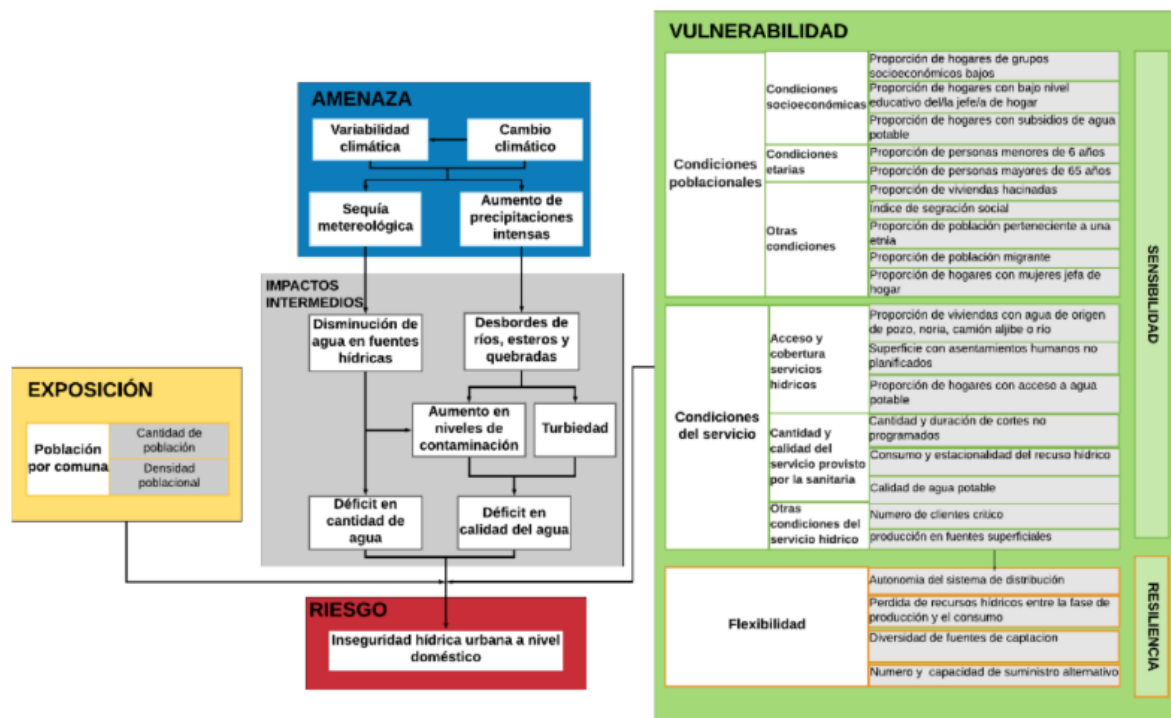 AMENAZA
Variabilidad
climática
Cambio
climático
Sequía
metereológica
Aumento de
precipitaciones
intensas
IMPACTOS
INTERMEDIOS
Disminución de
agua en fuentes
hídricas
Desbordes de
ríos, esteros y
quebradas
Aumento en
niveles de
contaminación
Turbiedad
Déficit en
cantidad de
agua
Déficit en
calidad del agua
EXPOSICIÓN
Población
por comuna
Cantidad de
población
Densidad
poblacional
RIESGO
Inseguridad hídrica urbana a nivel
doméstico
VULNERABILIDAD
Condiciones
poblacionales
Condiciones
socioeconómicas
Proporción de hogares de grupos
socioeconómicos bajos
Proporción de hogares con bajo nivel
educativo del/la jefe/a de hogar
Proporción de hogares con subsidios de agua
potable
Condiciones
etarias
Proporción de personas menores de 6 años
Proporción de personas mayores de 65 años
Otras
condiciones
Proporción de viviendas hacinadas
Índice de segración social
Proporción de población perteneciente a una
etnia
Proporción de población migrante
Proporción de hogares con mujeres jefa de
hogar
Condiciones
del servicio
Acceso y
cobertura
servicios
hídricos
Proporción de viviendas con agua de origen
de pozo, noria, camión aljibe o río
Superficie con asentamientos humanos no
planificados
Proporción de hogares con acceso a agua
potable
Cantidad y
calidad del
servicio provisto
por la sanitaria
Cantidad y duración de cortes no
programados
Consumo y estacionalidad del recuso hídrico
Calidad de agua potable
Otras
condiciones del
servicio hídrico
Numero de clientes critico
producción en fuentes superficiales
SENSIBILIDAD
Flexibilidad
Autonomia del sistema de distribución
Perdida de recursos hídricos entre la fase de
producción y el consumo
Diversidad de fuentes de captacion
Numero y capacidad de suministro alternativo
RESILIENCIA